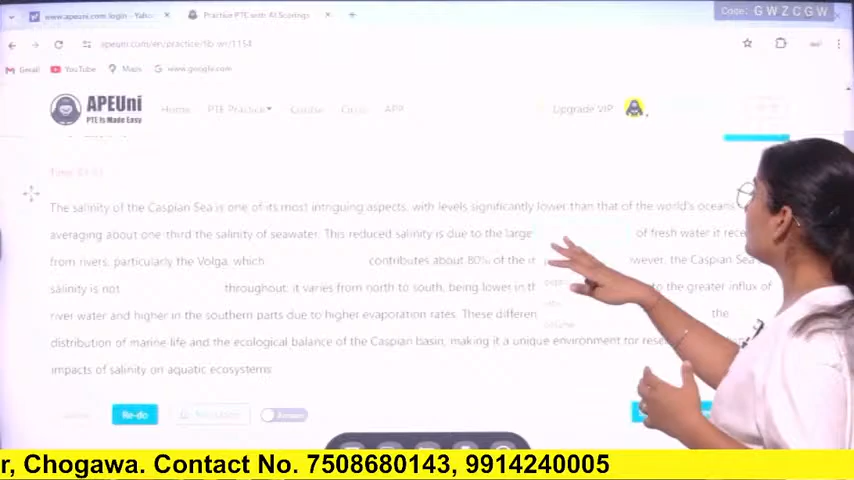 www.apeuni.com login - Yaho
Practice PTE with AI Scorings
Code: G W Z C G W
apeuni.com/en/practice/fib_wr/1154
Gmail YouTube Maps www.google.com
APEUni
PTE Is Made Easy
Home PTE Practice Course APP Upgrade VIP
Time
The salinity of the Caspian Sea is one of its most intriguing aspects, with levels significantly lower than that of the world's oceans
averaging about one-third the salinity of seawater. This reduced salinity is due to the large of fresh water it rece
from rivers, particularly the Volga, which contributes about 80% of the owever, the Caspian Sea
salinity is not throughout; it varies from north to south, being lower in th to the greater influx of
river water and higher in the southern parts due to higher evaporation rates. These differen the
distribution of marine life and the ecological balance of the Caspian basin, making it a unique environment for
impacts of salinity on aquatic ecosystems.
Re-do Answer
r, Chogawa. Contact No. 7508680143, 9914240005